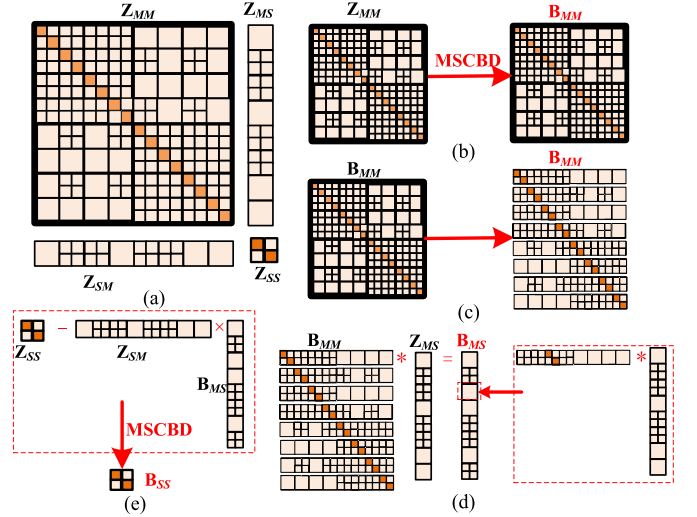 Z_MM
Z_MS
Z_SM
Z_SS
(a)
Z_MM
B_MM
MSCBD
(b)
B_MM
B_MM
(c)
Z_SS
−
Z_SM
×
B_MS
MSCBD
B_SS
(e)
B_MM
*
Z_MS
=
B_MS
*
(d)